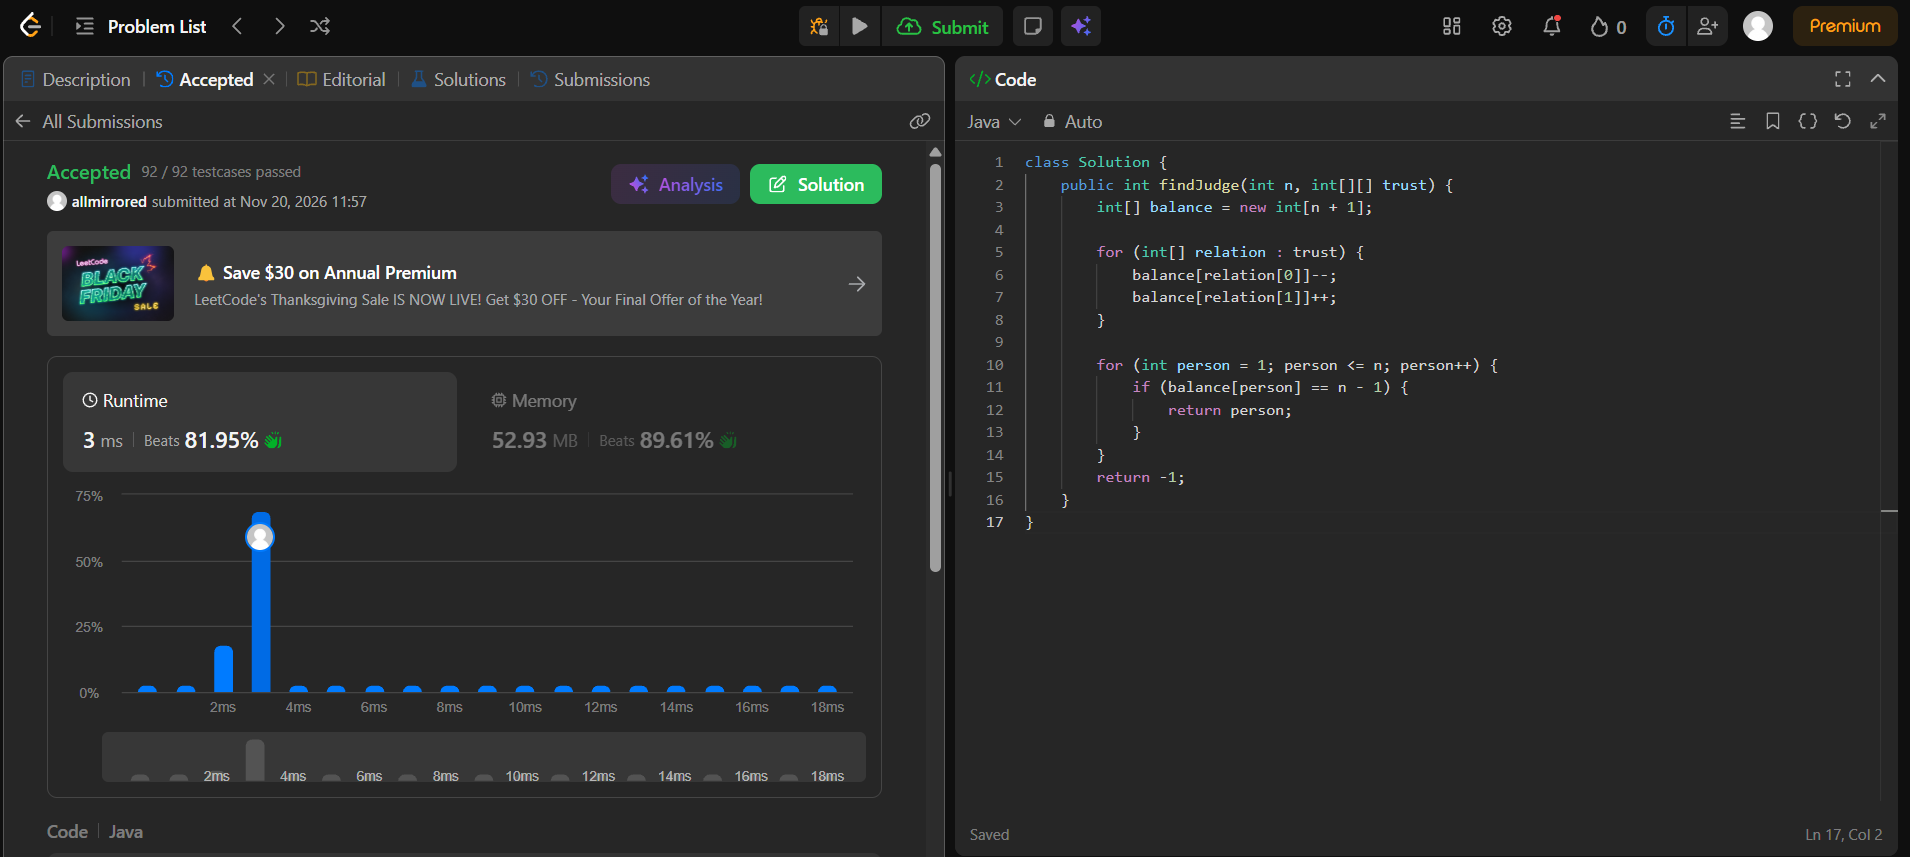 Problem List
Submit
0
Premium
Description
Accepted
Editorial
Solutions
Submissions
All Submissions
Accepted 92 / 92 testcases passed
allmirrored submitted at Nov 20, 2026 11:57
Analysis
Solution
LeetCode
BLACK
FRIDAY
SALE
Save $30 on Annual Premium
LeetCode's Thanksgiving Sale IS NOW LIVE! Get $30 OFF - Your Final Offer of the Year!
Runtime
3 ms Beats 81.95%
Memory
52.93 MB Beats 89.61%
75%
50%
25%
0%
2ms 4ms 6ms 8ms 10ms 12ms 14ms 16ms 18ms
2ms 4ms 6ms 8ms 10ms 12ms 14ms 16ms 18ms
Code Java
</> Code
Java Auto
1 class Solution {
2     public int findJudge(int n, int[][] trust) {
3         int[] balance = new int[n + 1];
4
5         for (int[] relation : trust) {
6             balance[relation[0]]--;
7             balance[relation[1]]++;
8         }
9
10         for (int person = 1; person <= n; person++) {
11             if (balance[person] == n - 1) {
12                 return person;
13             }
14         }
15         return -1;
16     }
17 }
Saved
Ln 17, Col 2